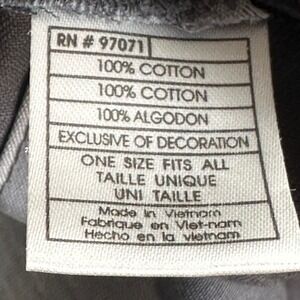 RN # 97071
100% COTTON
100% COTTON
100% ALGODON
EXCLUSIVE OF DECORATION
ONE SIZE FITS ALL
TAILLE UNIQUE
UNI TAILLE
Made in Vietnam
Fabrique en Viet-nam
Hecho en la vietnam